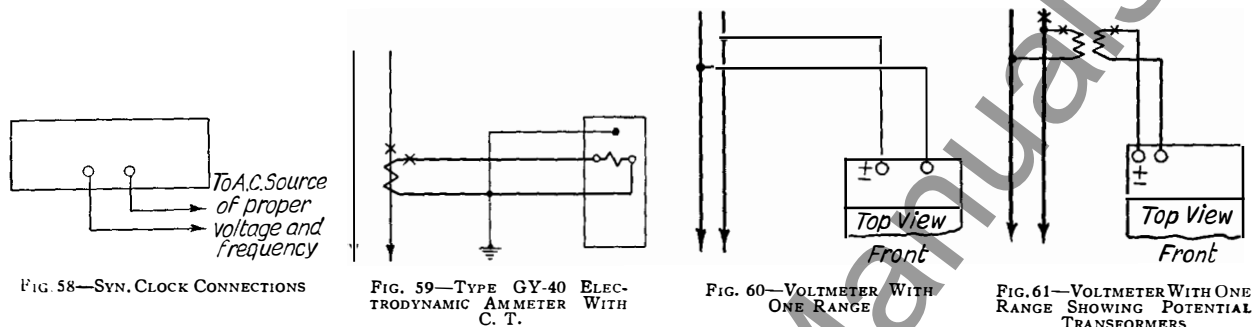 To A.C. Source
of proper
voltage and
frequency
FIG. 58—SYN. CLOCK CONNECTIONS
FIG. 59—TYPE GY-40 ELEC-
TRODYNAMIC AMMETER WITH
C. T.
±
Top View
Front
FIG. 60—VOLTMETER WITH
ONE RANGE
±
Top View
Front
FIG. 61—VOLTMETER WITH ONE
RANGE SHOWING POTENTIAL
TRANSFORMERS
Manuals